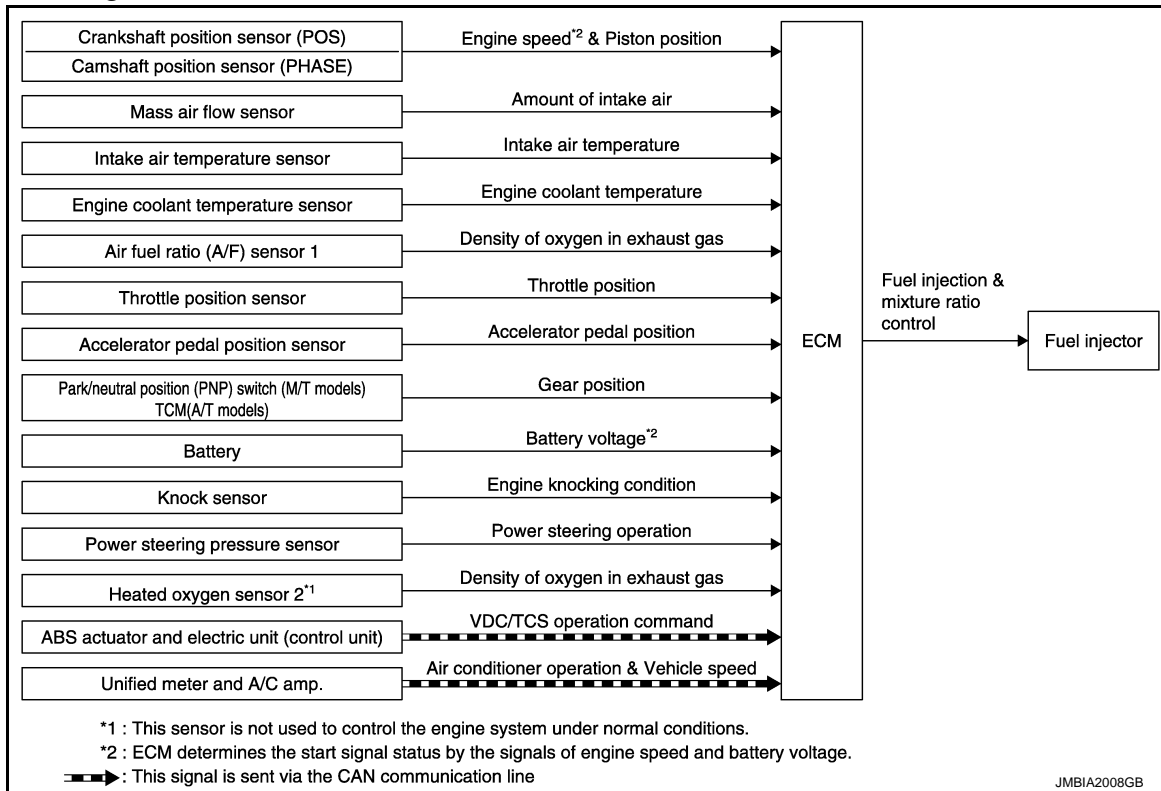 Crankshaft position sensor (POS)
Engine speed*2 & Piston position
Camshaft position sensor (PHASE)
Mass air flow sensor
Amount of intake air
Intake air temperature sensor
Intake air temperature
Engine coolant temperature sensor
Engine coolant temperature
Air fuel ratio (A/F) sensor 1
Density of oxygen in exhaust gas
Throttle position sensor
Throttle position
Accelerator pedal position sensor
Accelerator pedal position
Park/neutral position (PNP) switch (M/T models)
TCM(A/T models)
Gear position
Battery
Battery voltage*2
Knock sensor
Engine knocking condition
Power steering pressure sensor
Power steering operation
Heated oxygen sensor 2*1
Density of oxygen in exhaust gas
ABS actuator and electric unit (control unit)
VDC/TCS operation command
Unified meter and A/C amp.
Air conditioner operation & Vehicle speed
ECM
Fuel injection &
mixture ratio
control
Fuel injector
*1 : This sensor is not used to control the engine system under normal conditions.
*2 : ECM determines the start signal status by the signals of engine speed and battery voltage.
: This signal is sent via the CAN communication line
JMBIA2008GB